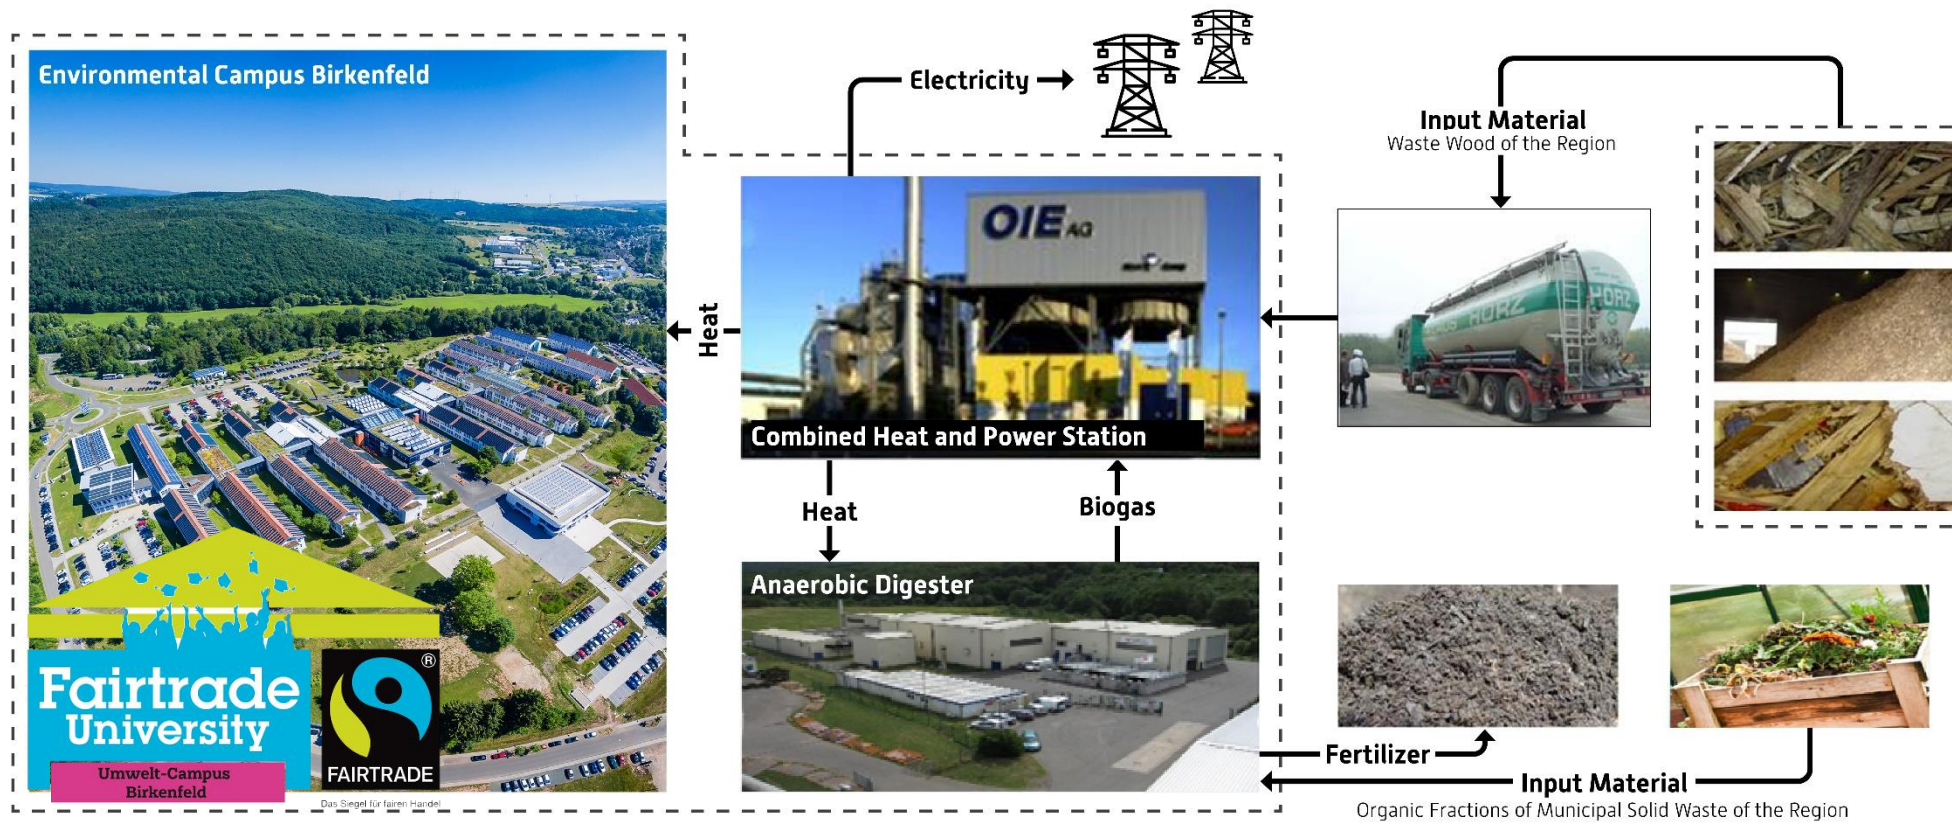 Environmental Campus Birkenfeld
Electricity
Input Material
Waste Wood of the Region
OIE AG
HORZ
HORZ
Heat
Combined Heat and Power Station
Heat
Biogas
Anaerobic Digester
Fairtrade
University
Umwelt-Campus
Birkenfeld
®
FAIRTRADE
Das Siegel für fairen Handel
Fertilizer
Input Material
Organic Fractions of Municipal Solid Waste of the Region